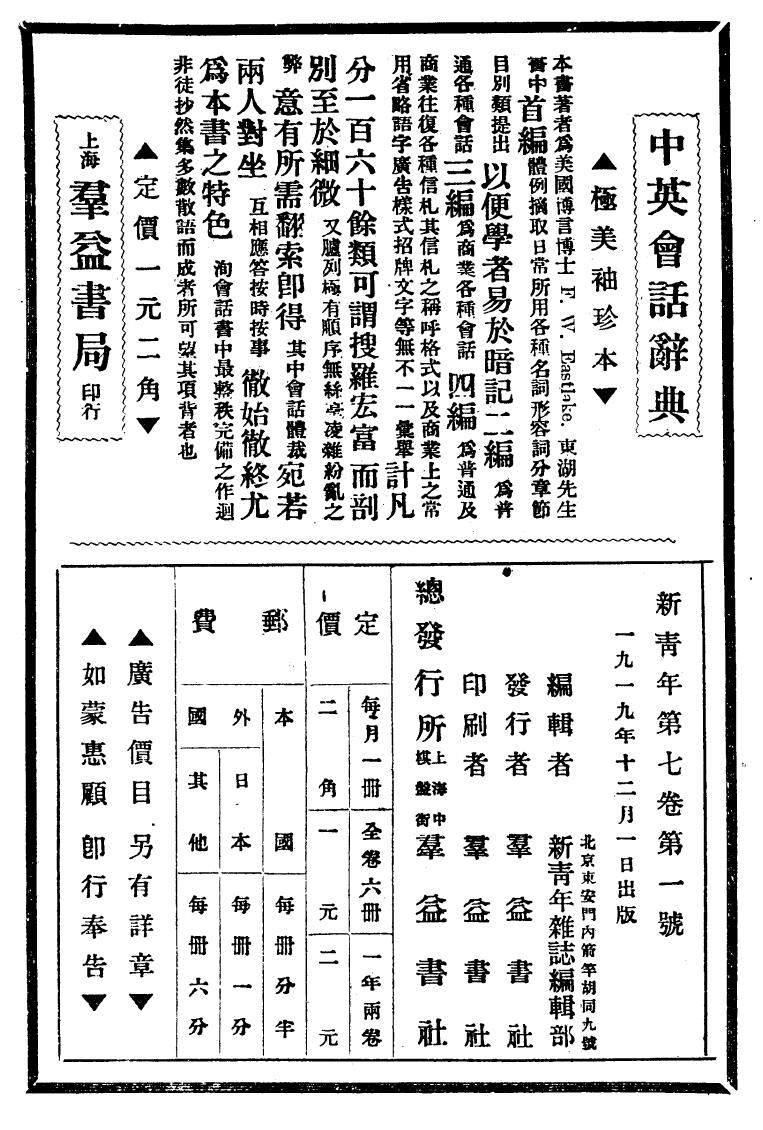 中英會話辭典
▲極美袖珍本▼
本書著者爲美國博言博士 F. W. Eastlake. 東湖先生
書中首編體例摘取日常所用各種名詞形容詞分章節
目別類提出以便學者易於暗記二編爲普
通各種會話三編爲商業各種會話四編爲普通及
商業往復各種信札其信札之稱呼格式以及商業上之常
用省略語字廣告樣式招牌文字等無不一一彙舉計凡
分一百六十餘類可謂搜羅宏富而剖
別至於細微又臚列極有順序無絲毫凌雜紛亂之
弊意有所需翻索卽得其中會話體裁宛若
兩人對坐互相應答按時按事徹始徹終尤
爲本書之特色洵會話書中最整秩完備之作迴
非徒抄然集多數散語而成者所可望其項背者也
▲定價一元二角▼
上海羣益書局印行
新靑年第七卷第一號
一九一九年十二月一日出版
北京東安門內箭竿胡同九號
編輯者 新靑年雜誌編輯部
發行者 羣益書社
印刷者 羣益書社
總發行所 上海中棋盤街 羣益書社
定價
每月一冊 二角
全卷六冊 一元
一年兩卷 二元
郵費
本國 每冊分半
外國
日本 每冊一分
其他 每冊六分
▲廣告價目另有詳章▼
▲如蒙惠顧卽行奉告▼